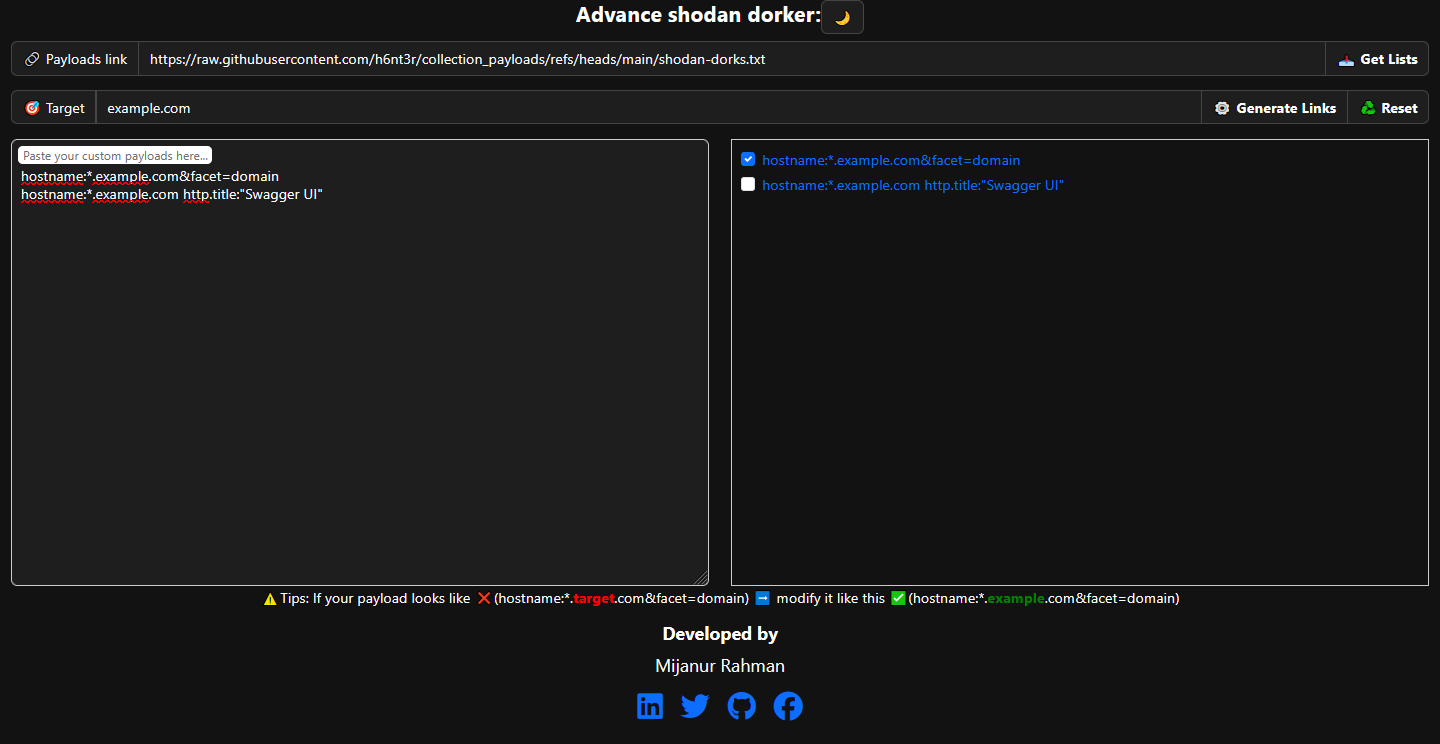 Advance shodan dorker:
Payloads link https://raw.githubusercontent.com/h6nt3r/collection_payloads/refs/heads/main/shodan-dorks.txt Get Lists
Target example.com Generate Links Reset
Paste your custom payloads here...
hostname:*.example.com&facet=domain
hostname:*.example.com http.title:"Swagger UI"
hostname:*.example.com&facet=domain
hostname:*.example.com http.title:"Swagger UI"
Tips: If your payload looks like (hostname:*.target.com&facet=domain) modify it like this (hostname:*.example.com&facet=domain)
Developed by
Mijanur Rahman